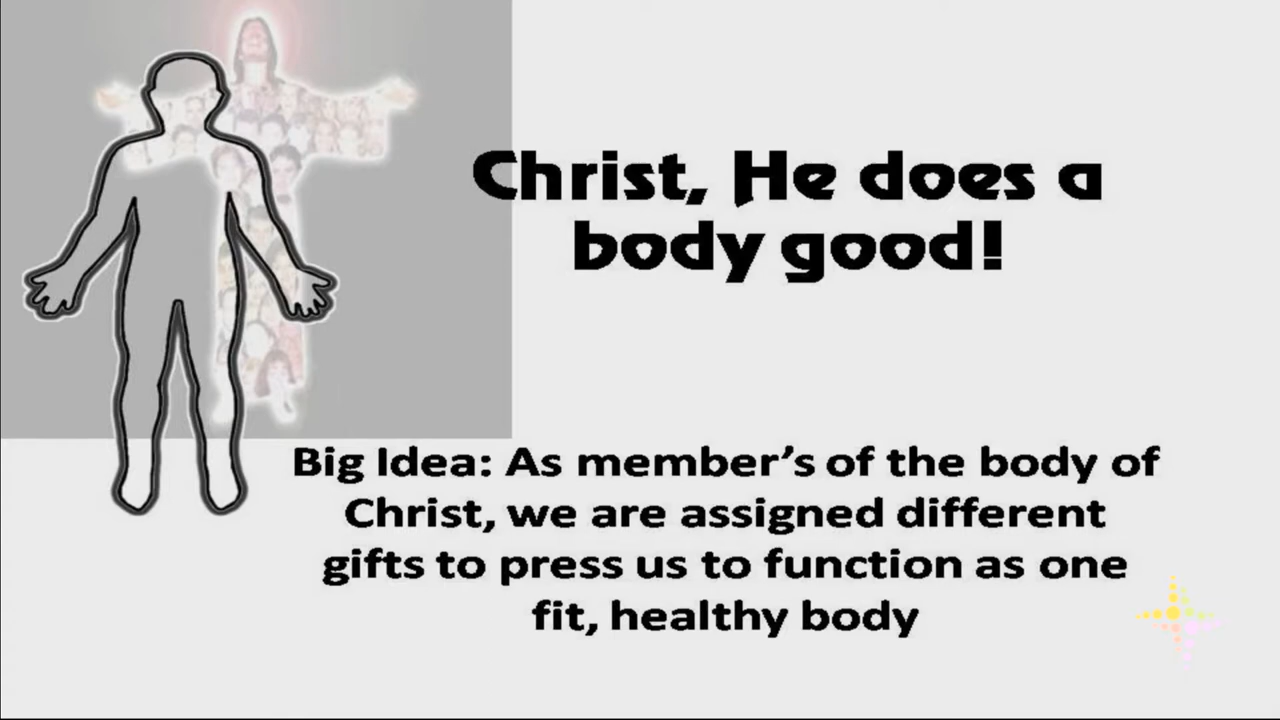 Christ, He does a
body good!
Big Idea: As member’s of the body of
Christ, we are assigned different
gifts to press us to function as one
fit, healthy body